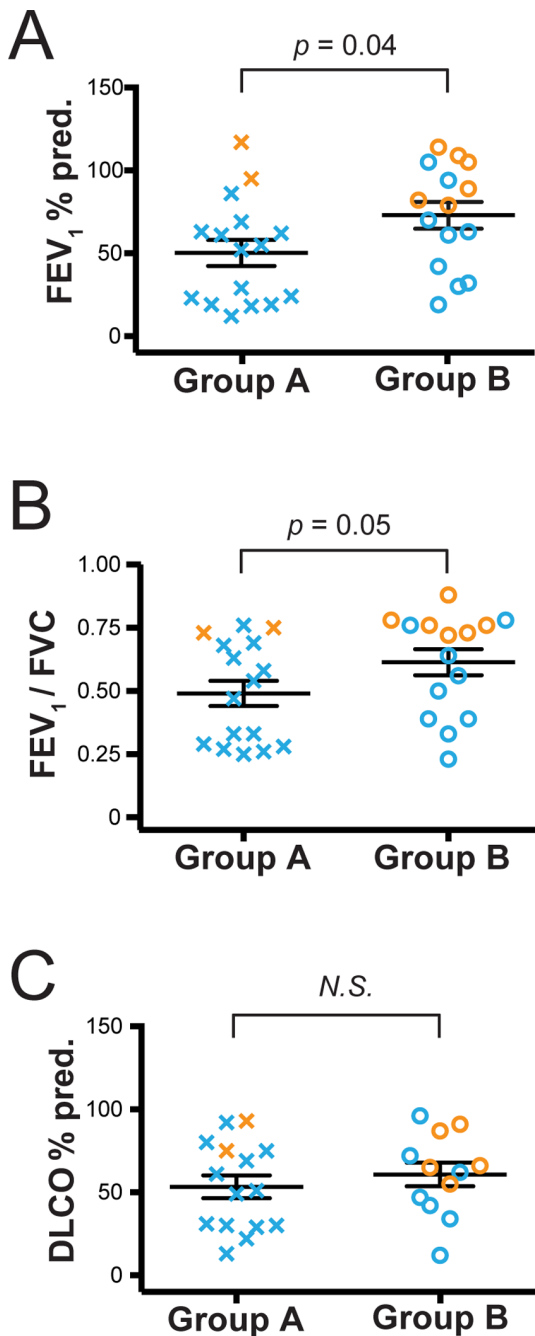 A
p = 0.04
FEV1 % pred.
150
100
50
0
Group A
Group B
B
p = 0.05
FEV1 / FVC
1.00
0.75
0.50
0.25
0
Group A
Group B
C
N.S.
DLCO % pred.
150
100
50
0
Group A
Group B